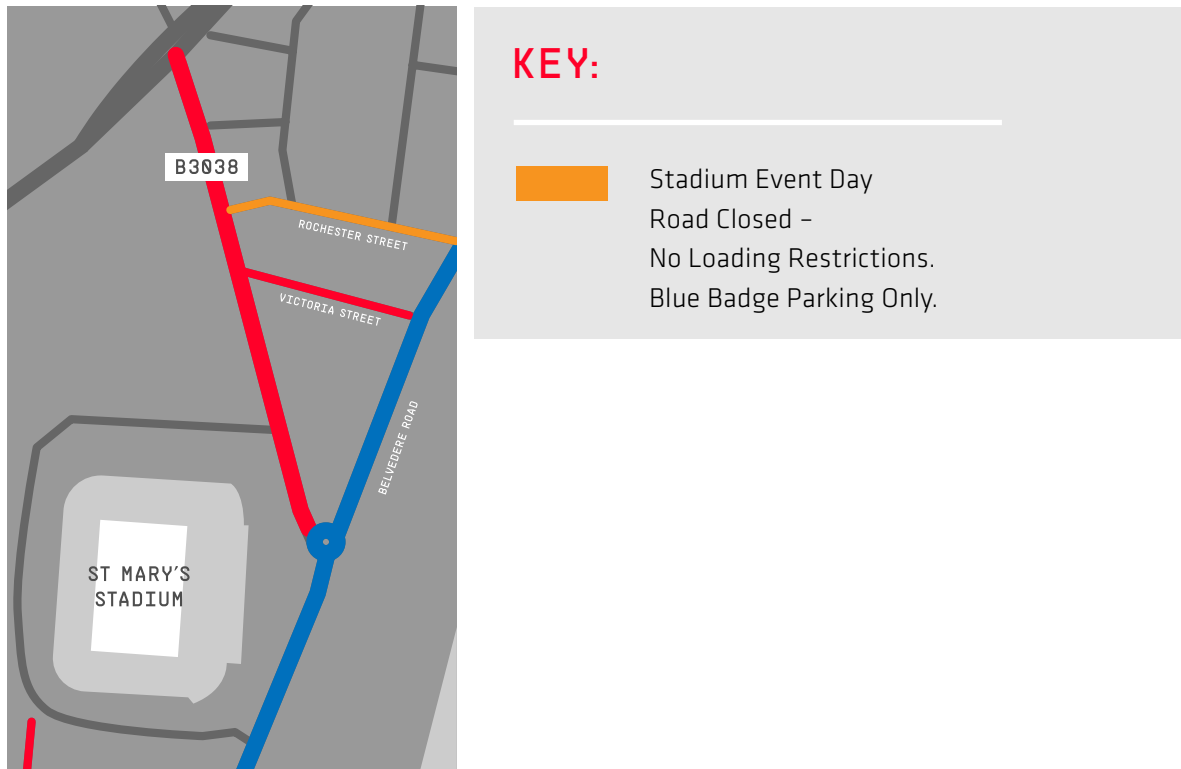 B3038
ROCHESTER STREET
VICTORIA STREET
BELVEDERE ROAD
ST MARY'S
STADIUM
KEY:
Stadium Event Day
Road Closed –
No Loading Restrictions.
Blue Badge Parking Only.